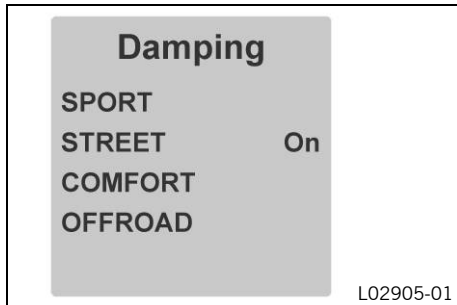 Damping
SPORT
STREET On
COMFORT
OFFROAD
L02905-01